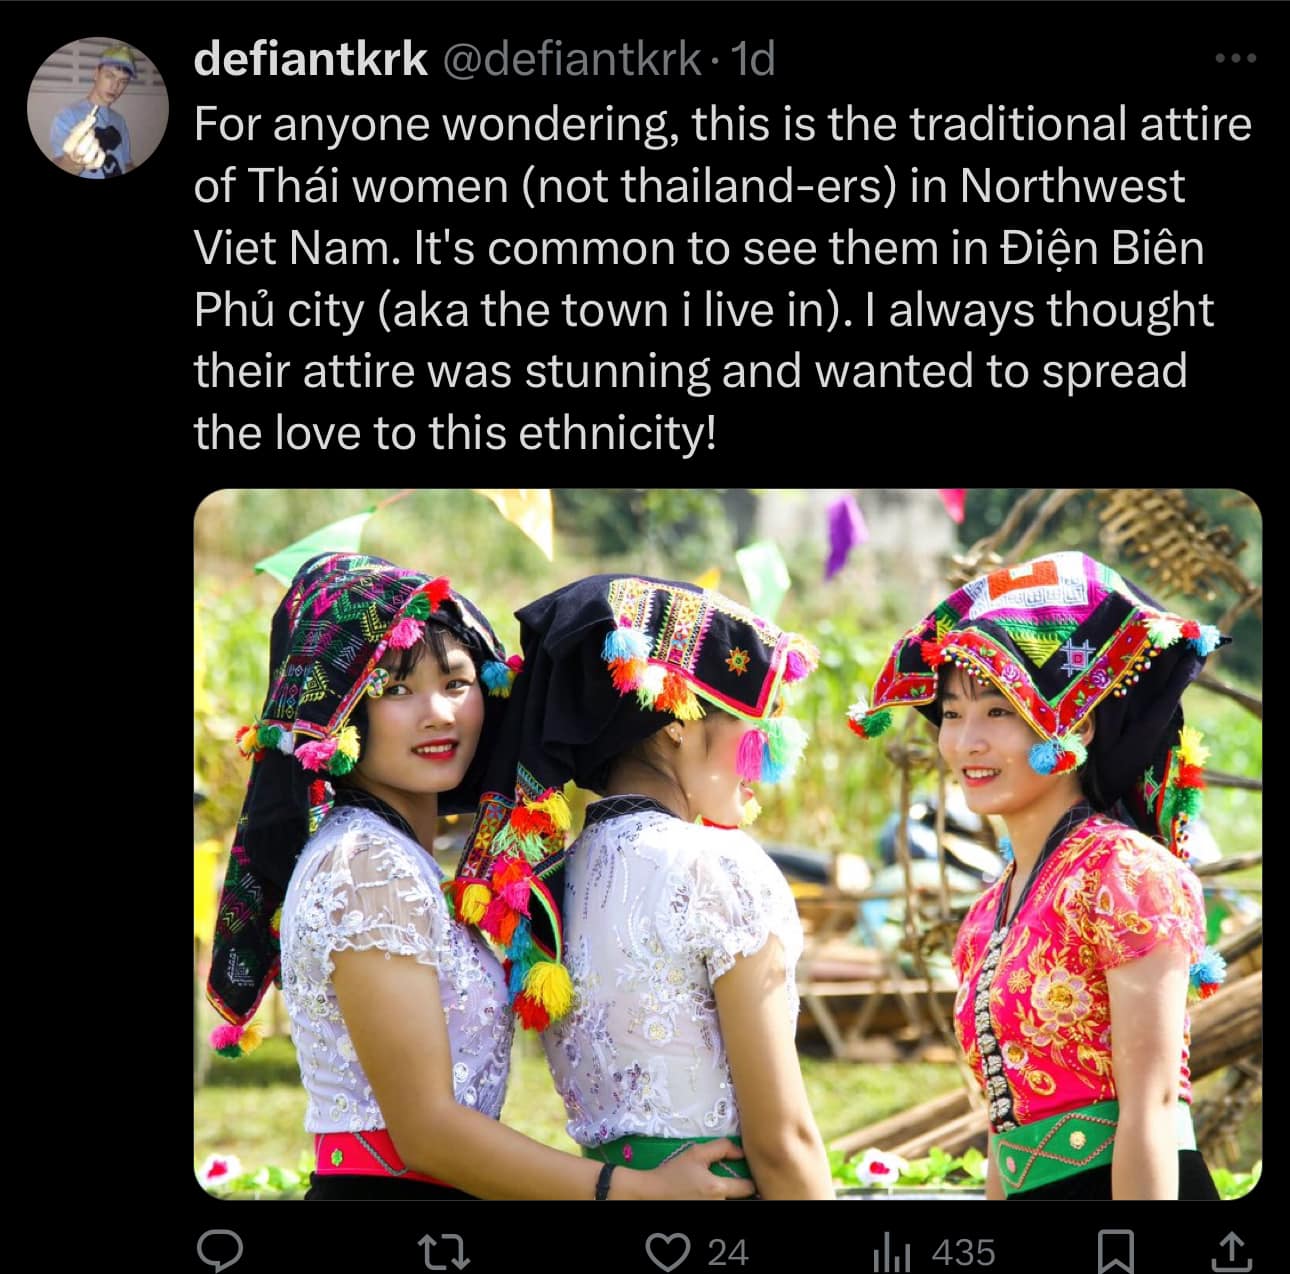 defiantkrk @defiantkrk · 1d
For anyone wondering, this is the traditional attire
of Thái women (not thailand-ers) in Northwest
Viet Nam. It's common to see them in Điện Biên
Phủ city (aka the town i live in). I always thought
their attire was stunning and wanted to spread
the love to this ethnicity!
24 435